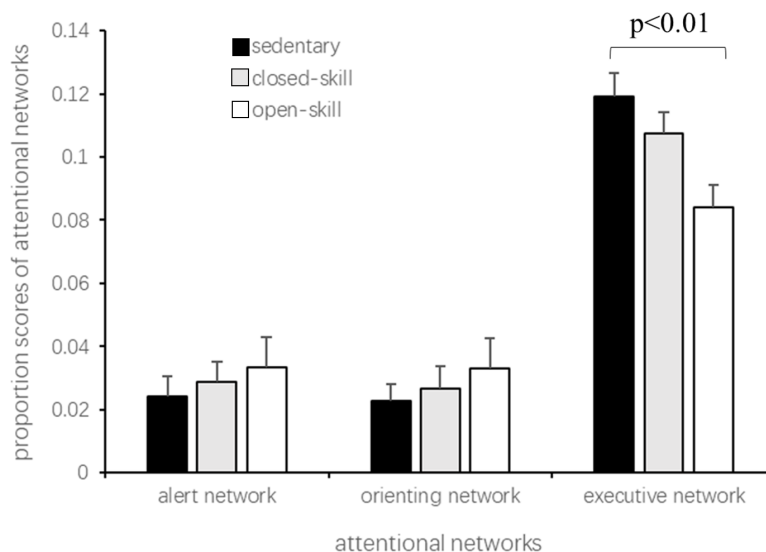 p<0.01
sedentary
closed-skill
open-skill
proportion scores of attentional networks
0.14
0.12
0.1
0.08
0.06
0.04
0.02
0
alert network
orienting network
executive network
attentional networks